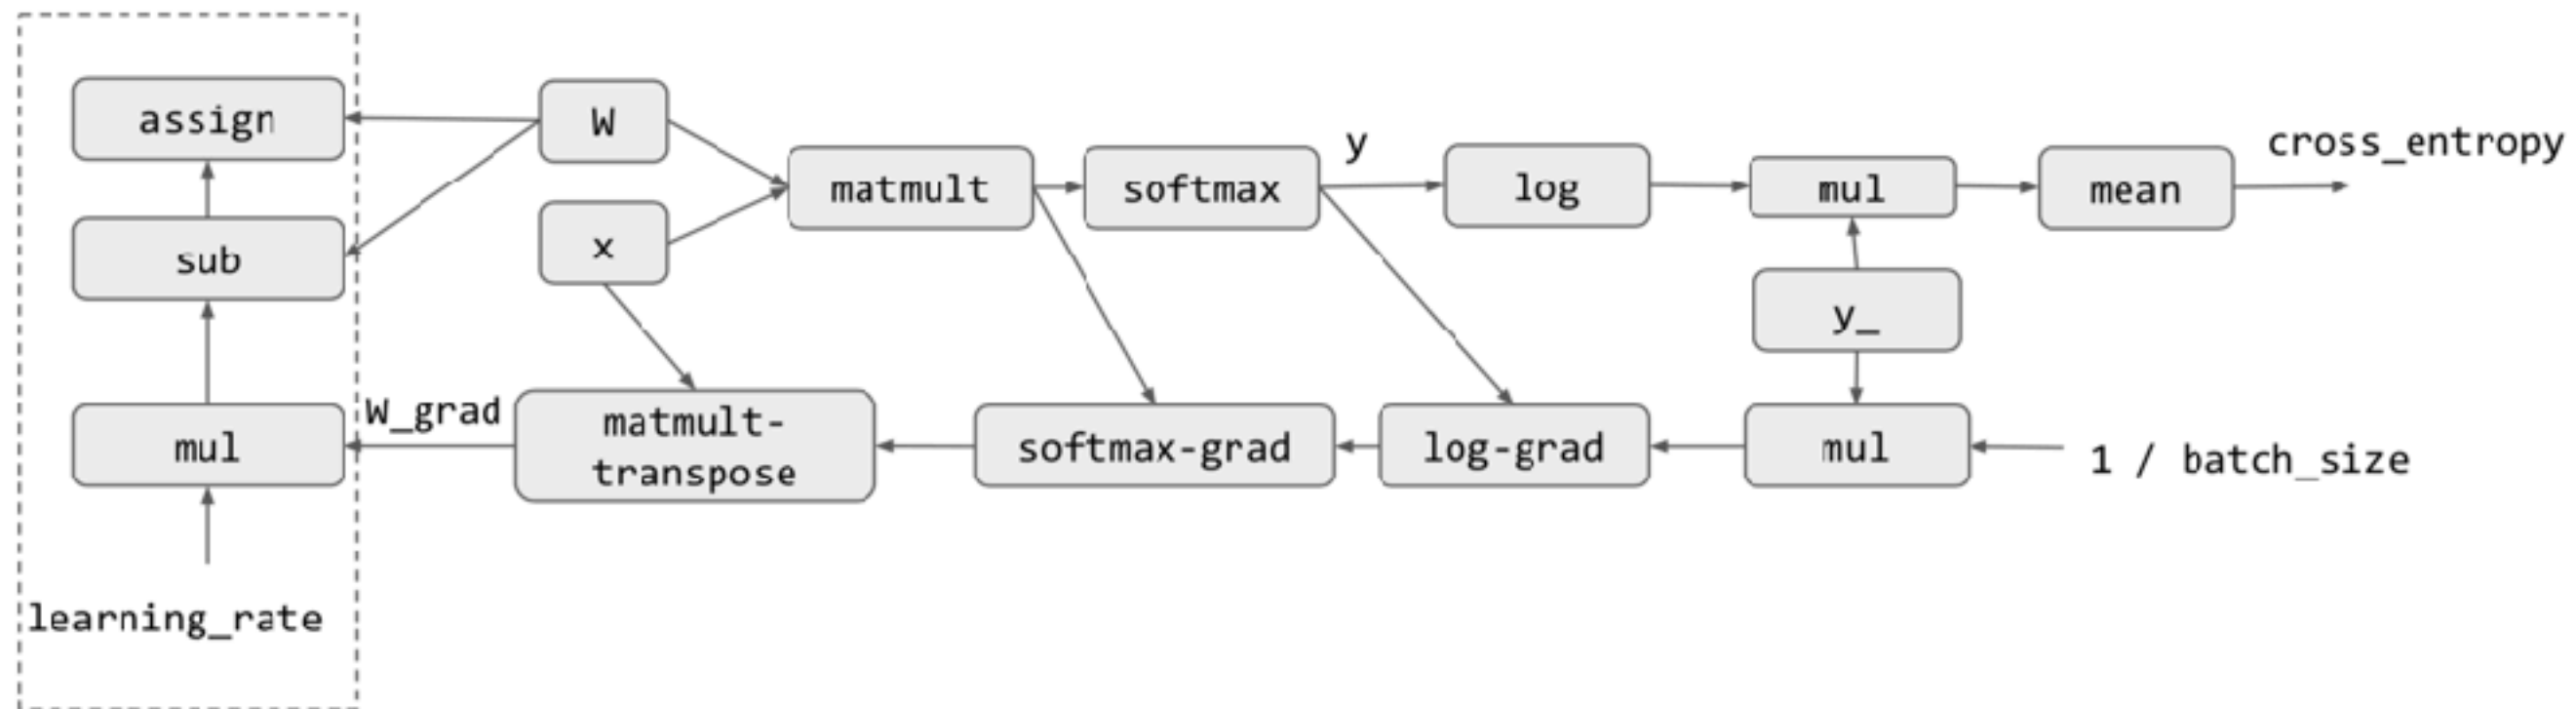 assign
W
y
cross_entropy
matmult
softmax
log
mul
mean
x
sub
y_
W_grad
mul
matmult-
transpose
softmax-grad
log-grad
mul
1 / batch_size
learning_rate